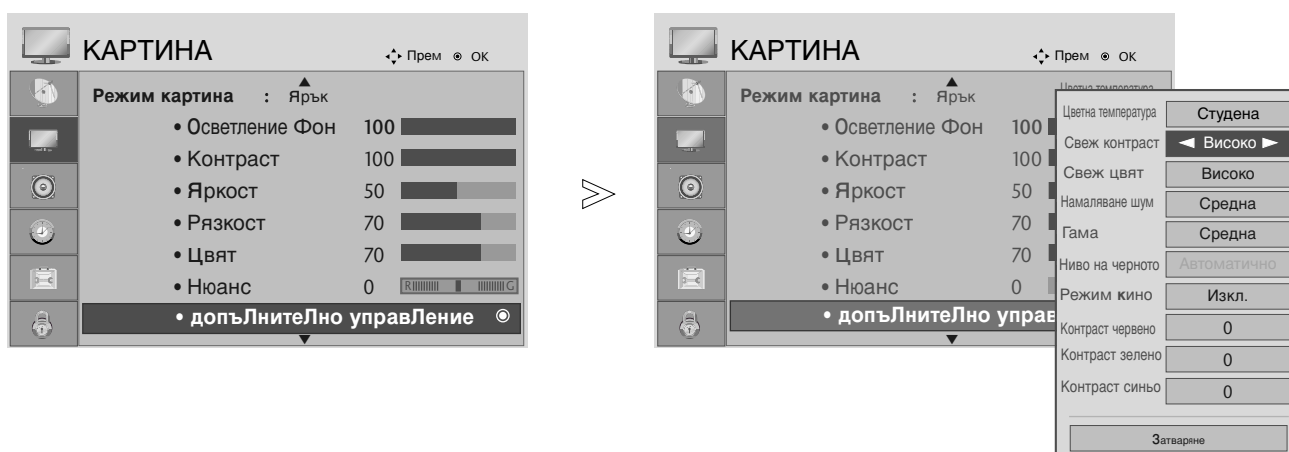 КАРТИНА
Прем OK
Режим картина : Ярък
• Осветление Фон 100
• Контраст 100
• Яркост 50
• Рязкост 70
• Цвят 70
• Нюанс 0 R G
• допъЛнитеЛно управЛение
КАРТИНА
Прем OK
Режим картина : Ярък
• Осветление Фон 100
• Контраст 100
• Яркост 50
• Рязкост 70
• Цвят 70
• Нюанс 0
• допъЛнитеЛно управ
Цветна температура
Цветна температура Студена
Свеж контраст ◄ Високо ►
Свеж цвят Високо
Намаляване шум Средна
Гама Средна
Ниво на черното Автоматично
Режим кино Изкл.
Контраст червено 0
Контраст зелено 0
Контраст синьо 0
Затваряне